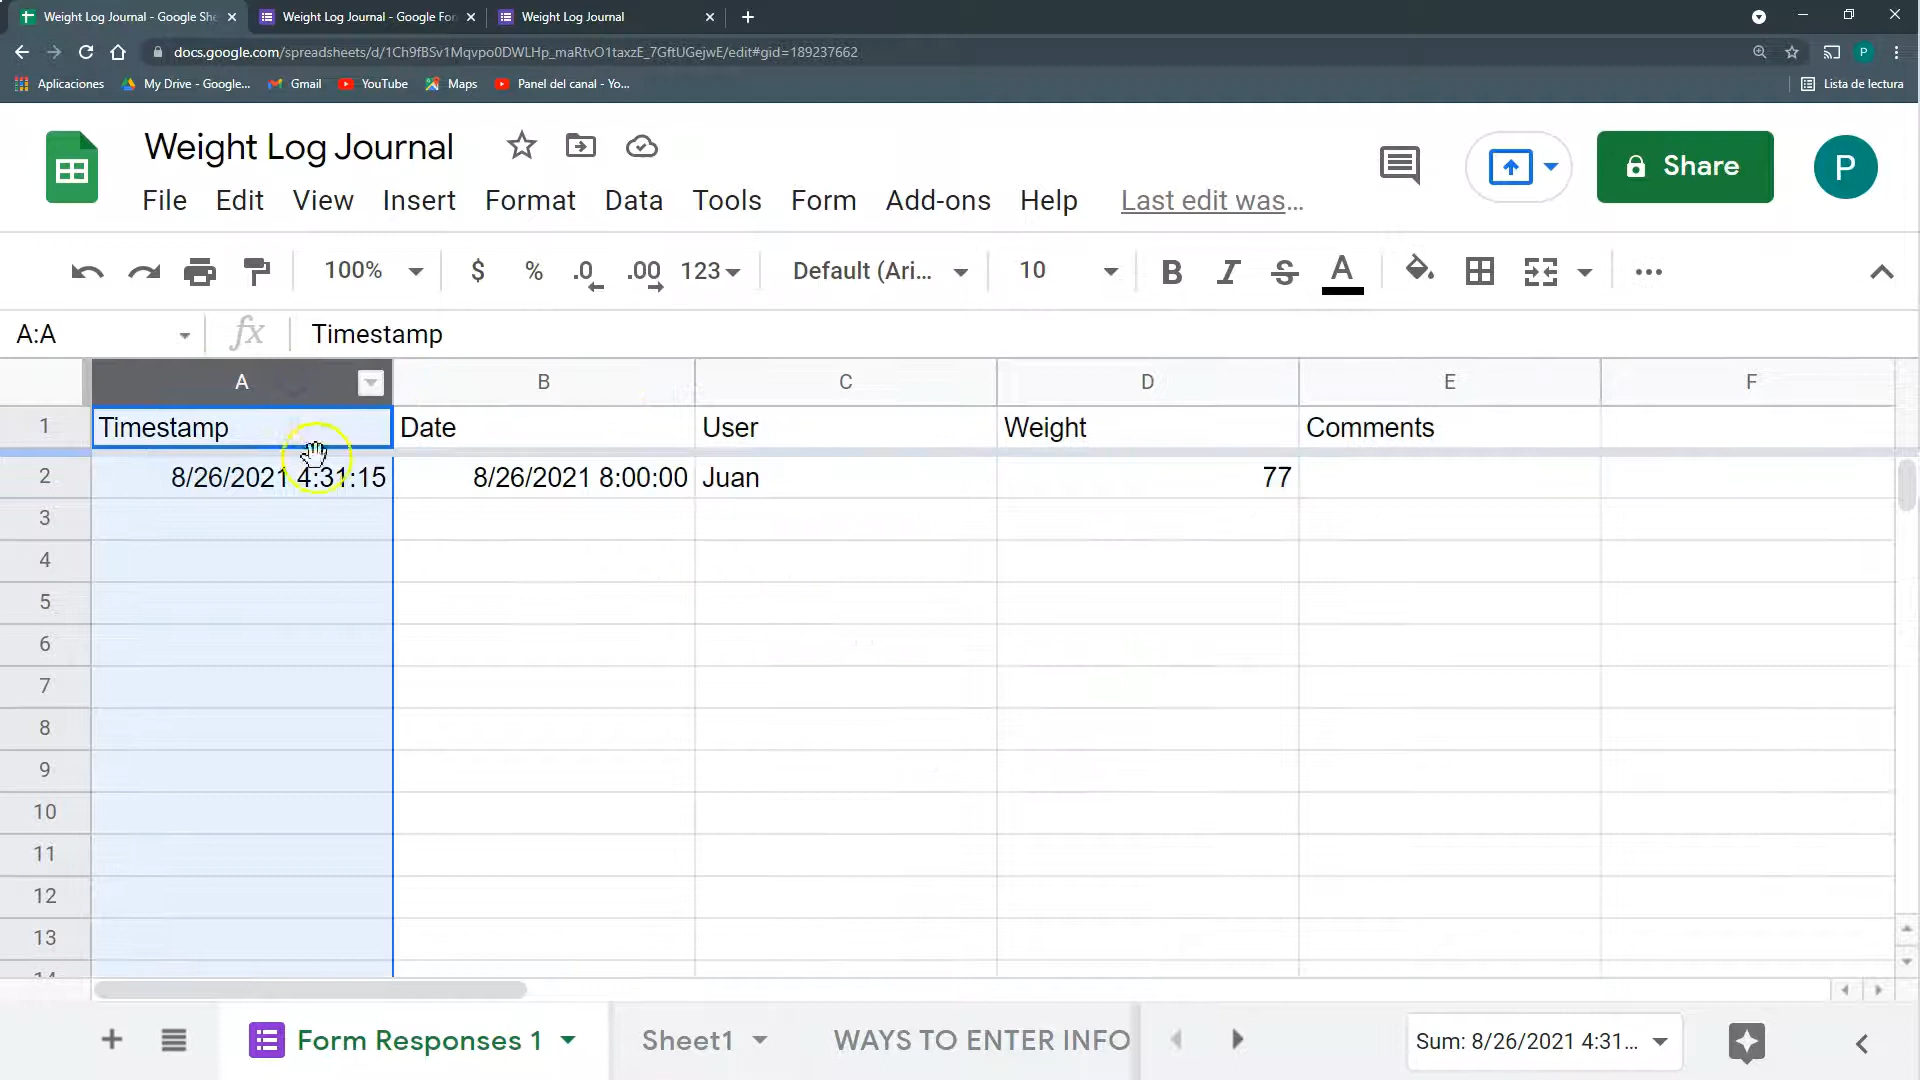 Weight Log Journal - Google She
Weight Log Journal - Google For
Weight Log Journal
docs.google.com/spreadsheets/d/1Ch9fBSv1Mqvpo0DWLHp_maRtvO1taxzE_7GftUGejwE/edit#gid=189237662
P
Aplicaciones
My Drive - Google...
Gmail
YouTube
Maps
Panel del canal - Yo...
Lista de lectura
Weight Log Journal
Share
P
File Edit View Insert Format Data Tools Form Add-ons Help Last edit was...
100% $ % .0 .00 123 Default (Ari... 10 B I S A
A:A fx Timestamp
A B C D E F
1 Timestamp Date User Weight Comments
2 8/26/2021 4:31:15 8/26/2021 8:00:00 Juan 77
3
4
5
6
7
8
9
10
11
12
13
14
Form Responses 1 Sheet1 WAYS TO ENTER INFO Sum: 8/26/2021 4:31...